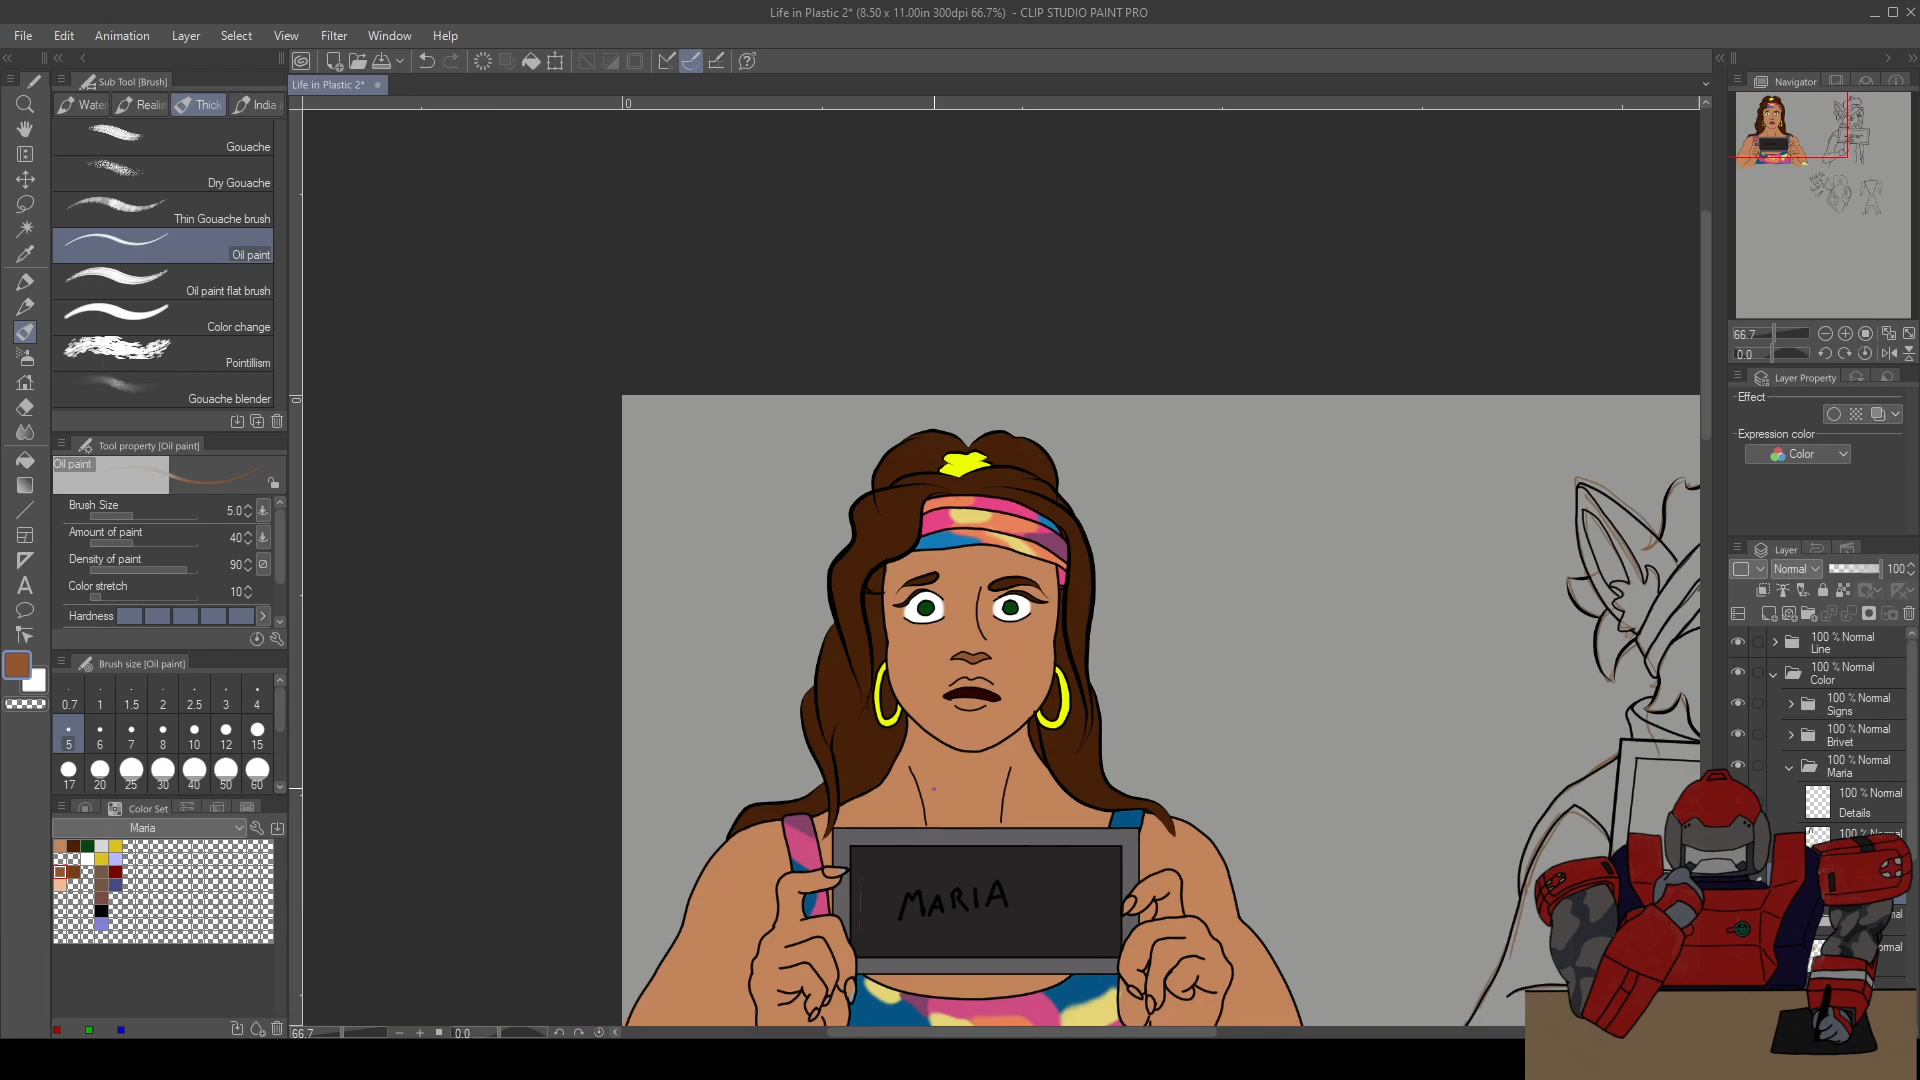 Life in Plastic 2* (8.50 x 11.00in 300dpi 66.7%) - CLIP STUDIO PAINT PRO
File Edit Animation Layer Select View Filter Window Help
Sub Tool [Brush]
Water Realis Thick India
Gouache
Dry Gouache
Thin Gouache brush
Oil paint
Oil paint flat brush
Color change
Pointillism
Gouache blender
Tool property [Oil paint]
Oil paint
Brush Size 5.0
Amount of paint 40
Density of paint 90
Color stretch 10
Hardness
Brush size [Oil paint]
0.7 1 1.5 2 2.5 3 4
5 6 7 8 10 12 15
17 20 25 30 40 50 60
Color Set
Maria
Life in Plastic 2*
0
0
MARIA
66.7 0.0
Navigator
66.7
0.0
Layer Property
Effect
Expression color
Color
Layer
Normal 100
100 % Normal
Line
100 % Normal
Color
100 % Normal
Signs
100 % Normal
Brivet
100 % Normal
Maria
100 % Normal
Details
100 % Normal